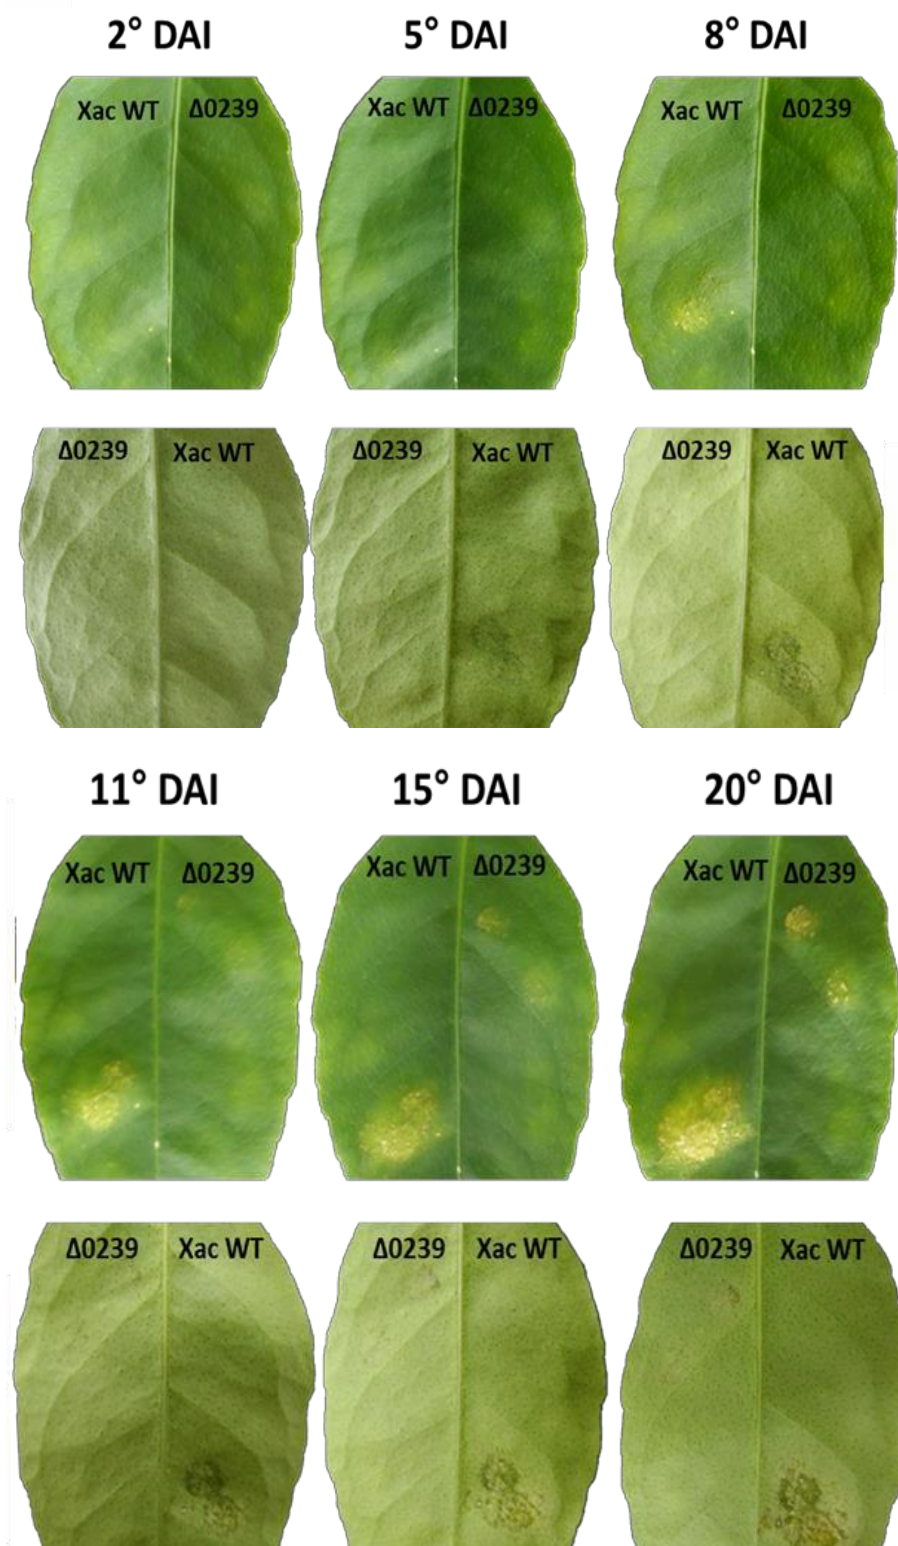 2° DAI 5° DAI 8° DAI
Xac WT Δ0239 Xac WT Δ0239 Xac WT Δ0239
Δ0239 Xac WT Δ0239 Xac WT Δ0239 Xac WT
11° DAI 15° DAI 20° DAI
Xac WT Δ0239 Xac WT Δ0239 Xac WT Δ0239
Δ0239 Xac WT Δ0239 Xac WT Δ0239 Xac WT